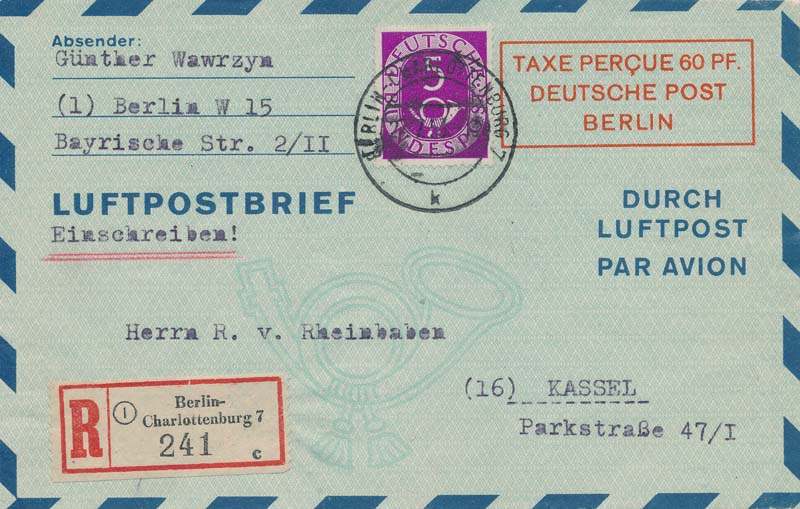 Absender:
Günther Wawrzyn
(1) Berlin W 15
Bayrische Str. 2/II
DEUTSCHE
5
BUNDESPOST
BERLIN-CHARLOTTENBURG 7
k
TAXE PERÇUE 60 PF.
DEUTSCHE POST
BERLIN
LUFTPOSTBRIEF
Einschreiben!
DURCH
LUFTPOST
PAR AVION
Herrn R. v. Rheinbaben
(16) KASSEL
Parkstraße 47/I
R
1
Berlin-
Charlottenburg 7
241 c